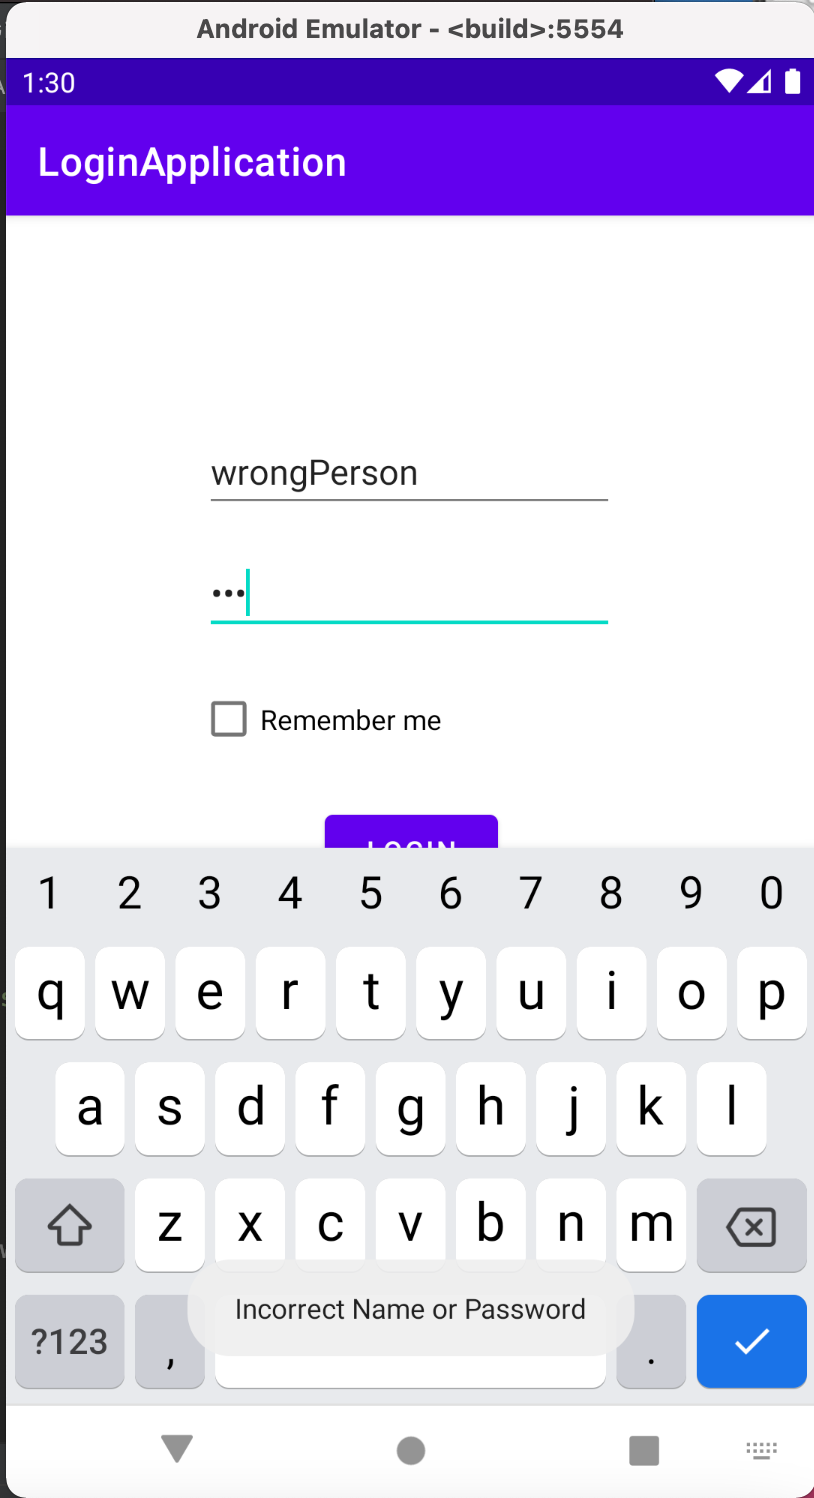 Android Emulator - <build>:5554
1:30
LoginApplication
wrongPerson
•••
Remember me
LOGIN
1 2 3 4 5 6 7 8 9 0
q w e r t y u i o p
a s d f g h j k l
z x c v b n m
Incorrect Name or Password
?123 , .